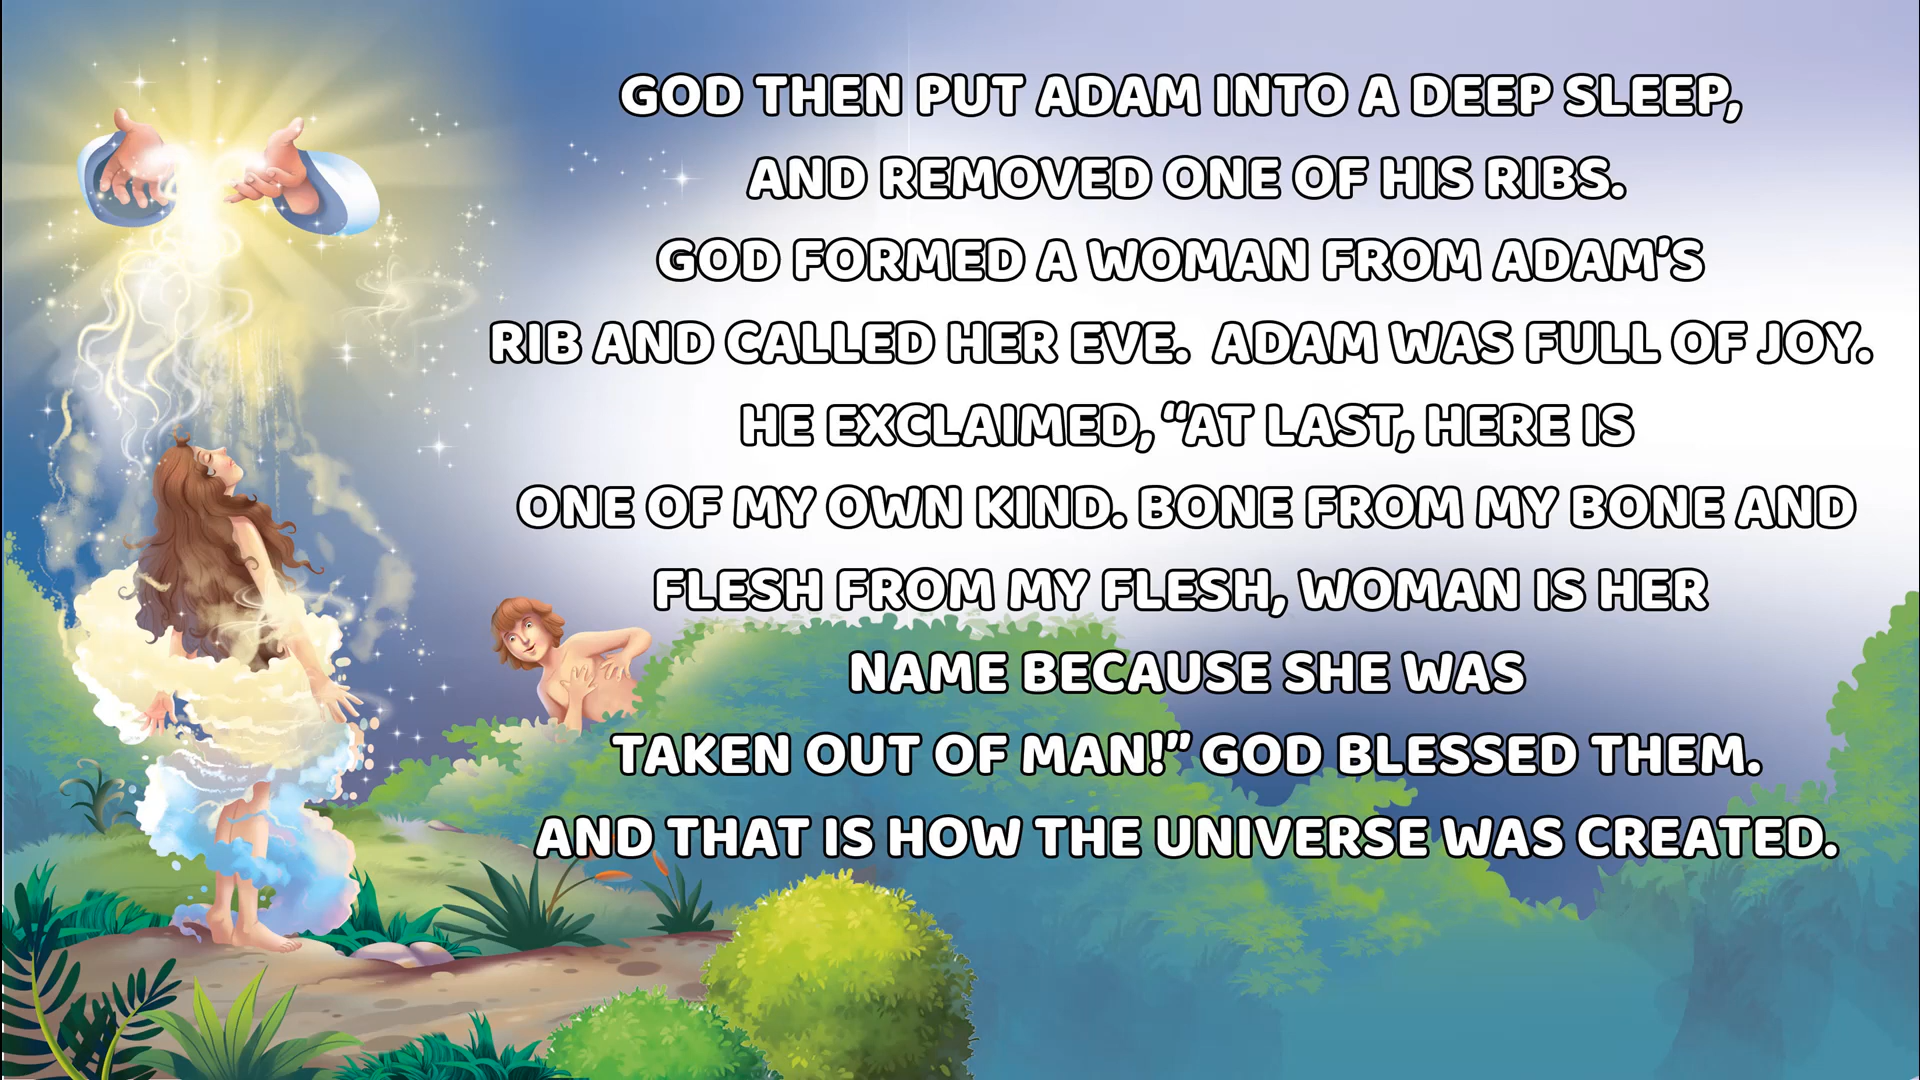 GOD THEN PUT ADAM INTO A DEEP SLEEP,
AND REMOVED ONE OF HIS RIBS.
GOD FORMED A WOMAN FROM ADAM'S
RIB AND CALLED HER EVE. ADAM WAS FULL OF JOY.
HE EXCLAIMED, “AT LAST, HERE IS
ONE OF MY OWN KIND. BONE FROM MY BONE AND
FLESH FROM MY FLESH, WOMAN IS HER
NAME BECAUSE SHE WAS
TAKEN OUT OF MAN!” GOD BLESSED THEM.
AND THAT IS HOW THE UNIVERSE WAS CREATED.